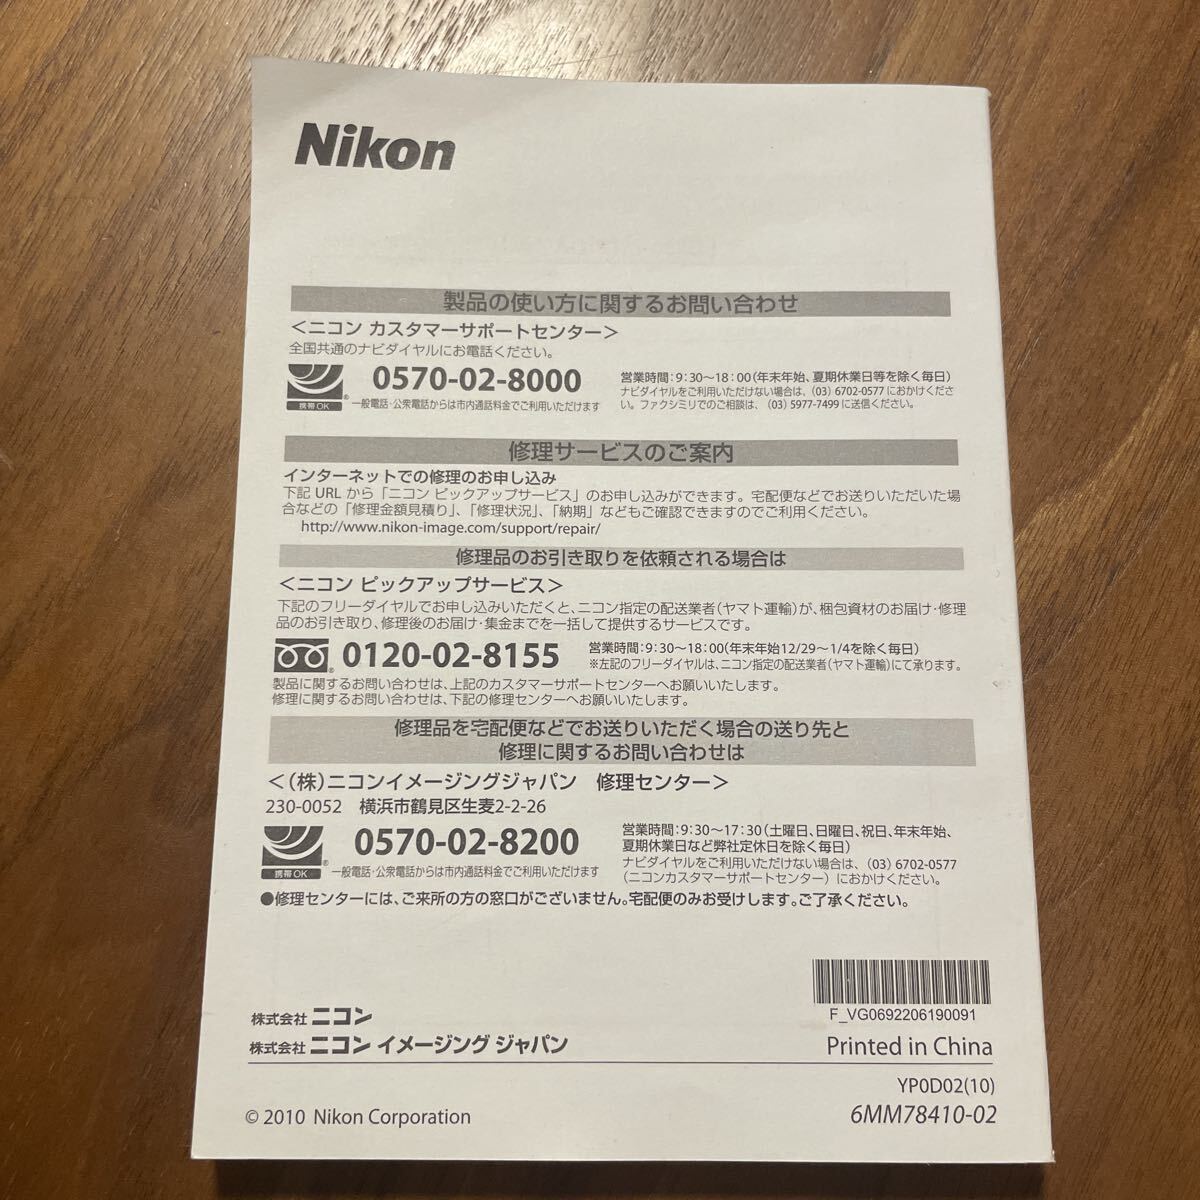 Nikon
製品の使い方に関するお問い合わせ
＜ニコン カスタマーサポートセンター＞
全国共通のナビダイヤルにお電話ください。
0570-02-8000
営業時間：9：30～18：00（年末年始、夏期休業日等を除く毎日）
ナビダイヤルをご利用いただけない場合は、（03）6702-0577 におかけくださ
い。ファクシミリでのご相談は、（03）5977-7499 に送信ください。
携帯OK
一般電話・公衆電話からは市内通話料金でご利用いただけます
修理サービスのご案内
インターネットでの修理のお申し込み
下記 URL から「ニコン ピックアップサービス」のお申し込みができます。宅配便などでお送りいただいた場
合などの「修理金額見積り」、「修理状況」、「納期」などもご確認できますのでご利用ください。
http://www.nikon-image.com/support/repair/
修理品のお引き取りを依頼される場合は
＜ニコン ピックアップサービス＞
下記のフリーダイヤルでお申し込みいただくと、ニコン指定の配送業者（ヤマト運輸）が、梱包資材のお届け・修理
品のお引き取り、修理後のお届け・集金までを一括して提供するサービスです。
0120-02-8155
営業時間：9：30～18：00（年末年始12/29～1/4を除く毎日）
※左記のフリーダイヤルは、ニコン指定の配送業者（ヤマト運輸）にて承ります。
製品に関するお問い合わせは、上記のカスタマーサポートセンターへお願いいたします。
修理に関するお問い合わせは、下記の修理センターへお願いいたします。
修理品を宅配便などでお送りいただく場合の送り先と
修理に関するお問い合わせは
＜（株）ニコンイメージングジャパン　修理センター＞
230-0052　横浜市鶴見区生麦2-2-26
0570-02-8200
営業時間：9：30～17：30（土曜日、日曜日、祝日、年末年始、
夏期休業日など弊社定休日を除く毎日）
ナビダイヤルをご利用いただけない場合は、（03）6702-0577
（ニコンカスタマーサポートセンター）におかけください。
携帯OK
一般電話・公衆電話からは市内通話料金でご利用いただけます
●修理センターには、ご来所の方の窓口がございません。宅配便のみお受けします。ご了承ください。
F_VG0692206190091
株式会社 ニコン
株式会社 ニコン イメージング ジャパン
Printed in China
YP0D02(10)
© 2010 Nikon Corporation
6MM78410-02